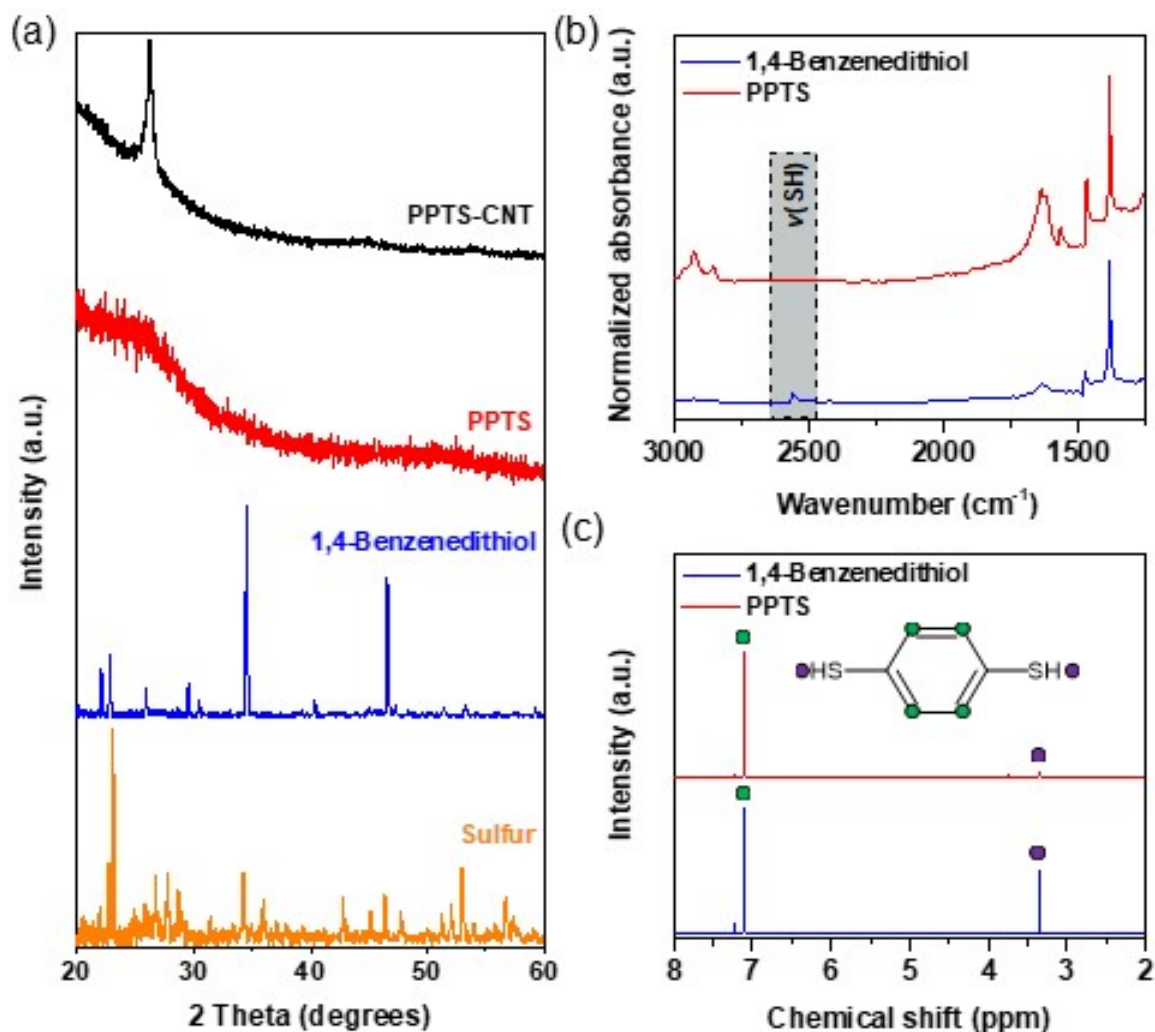 (a)
PPTS-CNT
PPTS
1,4-Benzenedithiol
Sulfur
Intensity (a.u.)
20 30 40 50 60
2 Theta (degrees)
(b)
1,4-Benzenedithiol
PPTS
ν(SH)
Normalized absorbance (a.u.)
3000 2500 2000 1500
Wavenumber (cm⁻¹)
(c)
1,4-Benzenedithiol
PPTS
HS
SH
Intensity (a.u.)
8 7 6 5 4 3 2
Chemical shift (ppm)